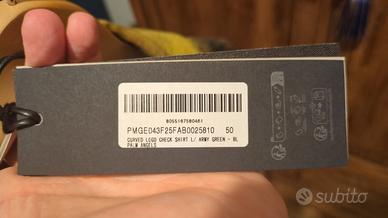 8055187580461
PMGE043F25FAB0025810 50
CURVED LOGO CHECK SHIRT L/ ARMY GREEN - BL
PALM ANGELS
subito